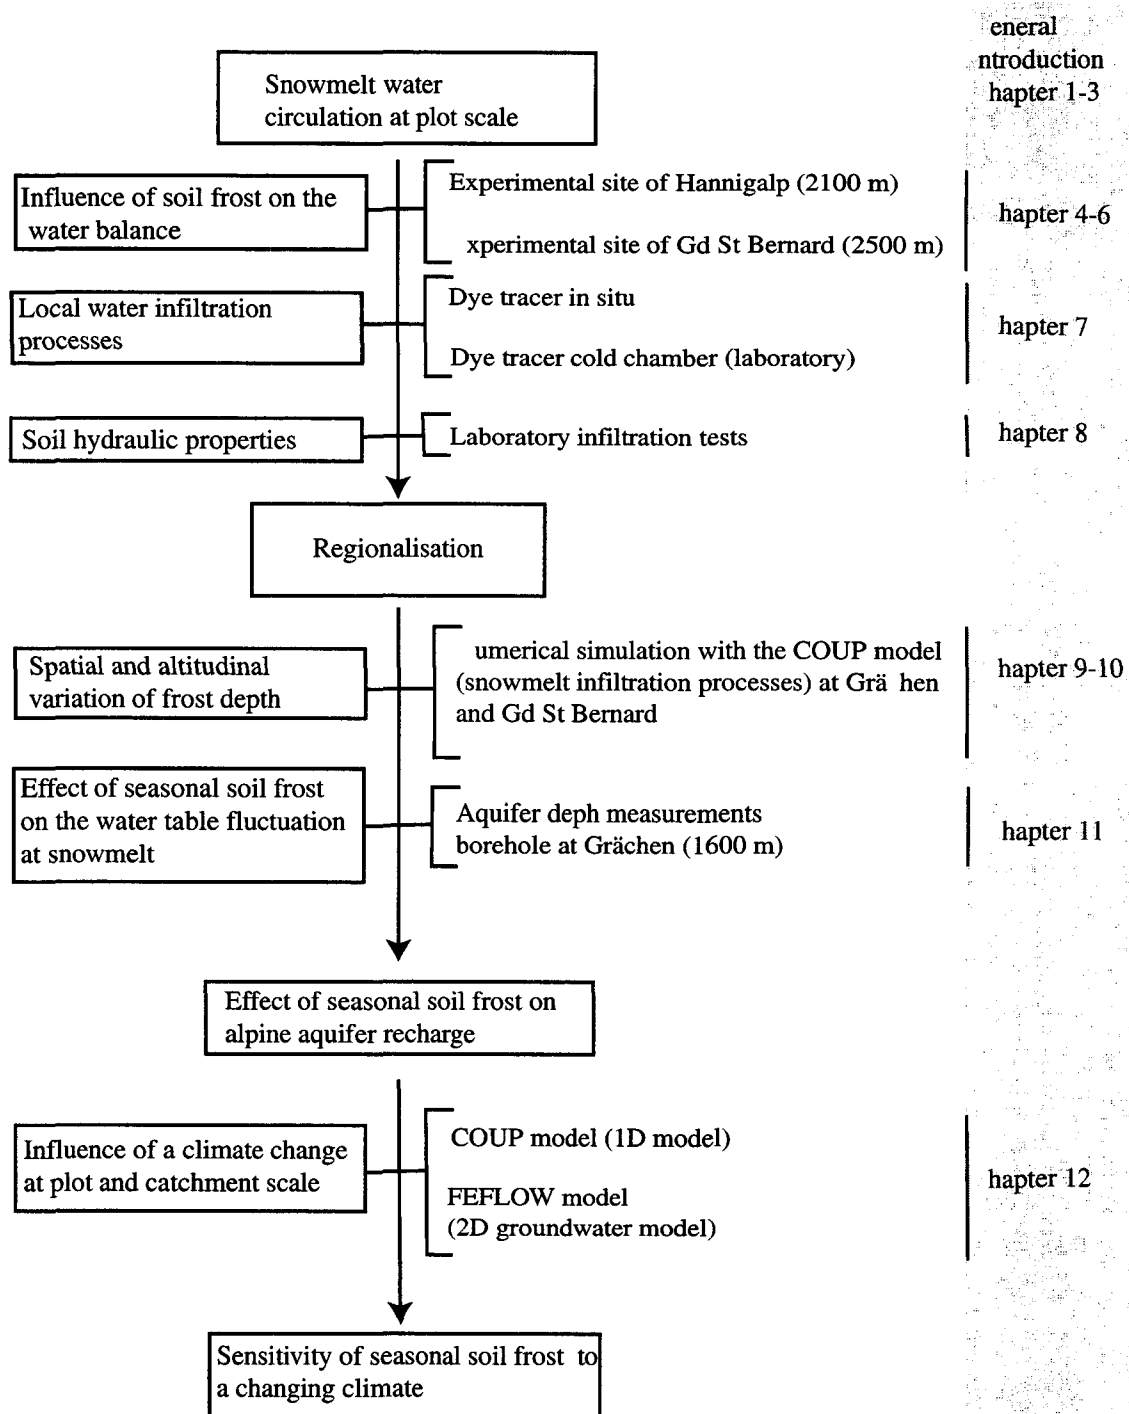 eneral
ntroduction
hapter 1-3
Snowmelt water
circulation at plot scale
Influence of soil frost on the
water balance
Experimental site of Hannigalp (2100 m)
xperimental site of Gd St Bernard (2500 m)
hapter 4-6
Local water infiltration
processes
Dye tracer in situ
Dye tracer cold chamber (laboratory)
hapter 7
Soil hydraulic properties
Laboratory infiltration tests
hapter 8
Regionalisation
Spatial and altitudinal
variation of frost depth
umerical simulation with the COUP model
(snowmelt infiltration processes) at Grä hen
and Gd St Bernard
hapter 9-10
Effect of seasonal soil frost
on the water table fluctuation
at snowmelt
Aquifer deph measurements
borehole at Grächen (1600 m)
hapter 11
Effect of seasonal soil frost on
alpine aquifer recharge
Influence of a climate change
at plot and catchment scale
COUP model (1D model)
FEFLOW model
(2D groundwater model)
hapter 12
Sensitivity of seasonal soil frost to
a changing climate